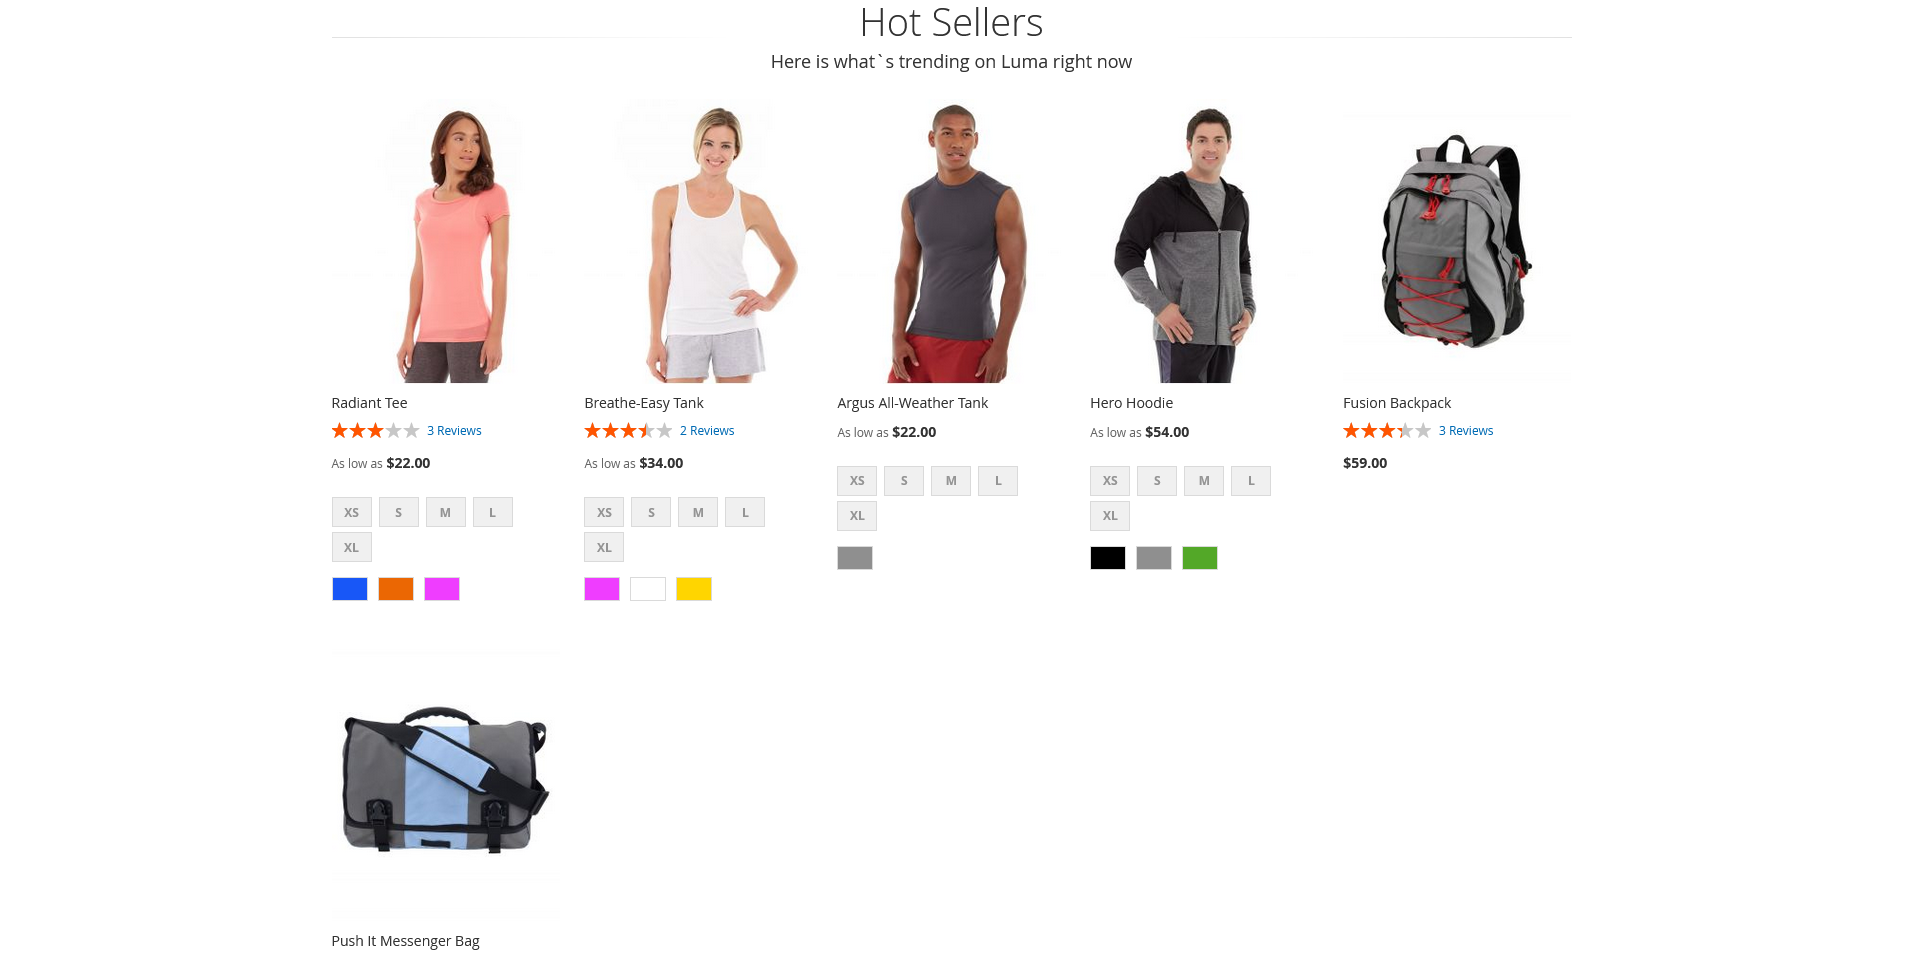 Hot Sellers
Here is what`s trending on Luma right now
Radiant Tee
3 Reviews
As low as $22.00
XS S M L
XL
Breathe-Easy Tank
2 Reviews
As low as $34.00
XS S M L
XL
Argus All-Weather Tank
As low as $22.00
XS S M L
XL
Hero Hoodie
As low as $54.00
XS S M L
XL
Fusion Backpack
3 Reviews
$59.00
Push It Messenger Bag